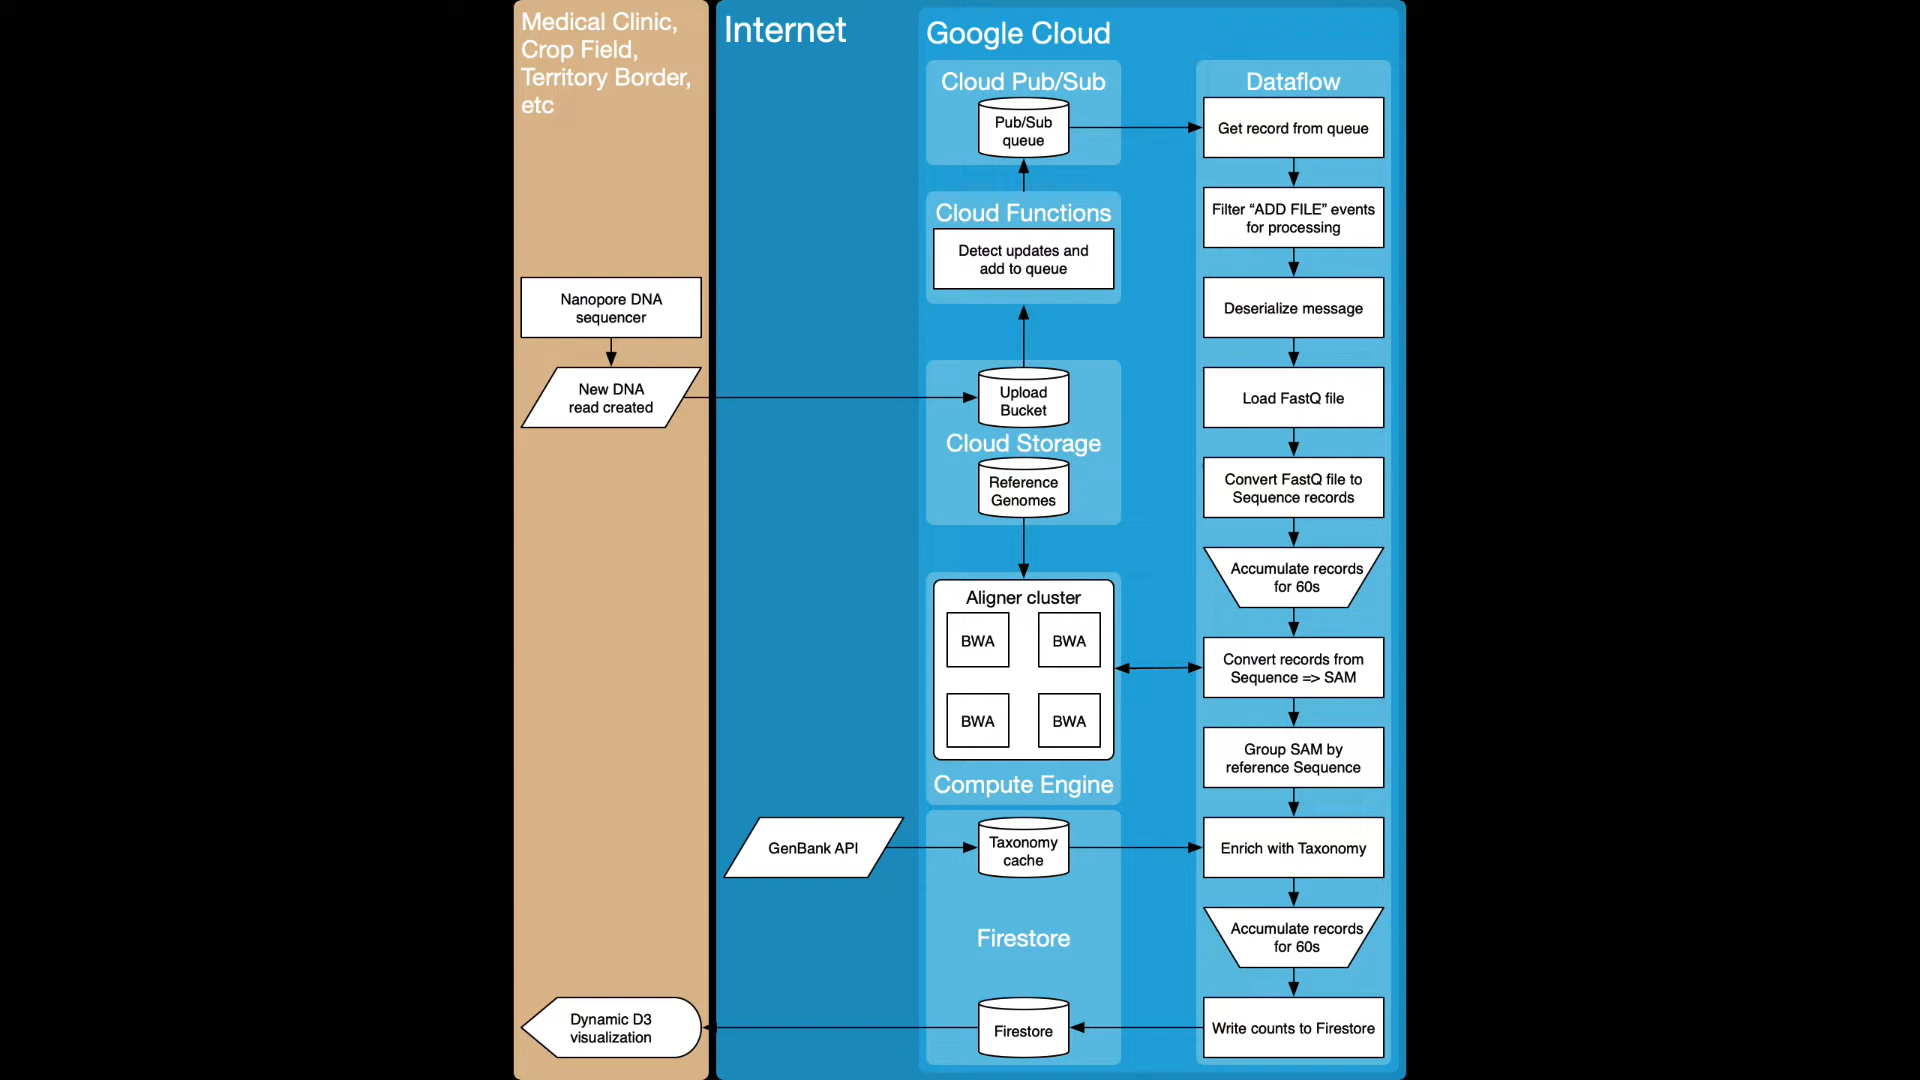 Medical Clinic,
Crop Field,
Territory Border,
etc
Nanopore DNA
sequencer
New DNA
read created
Dynamic D3
visualization
Internet
GenBank API
Google Cloud
Cloud Pub/Sub
Pub/Sub
queue
Cloud Functions
Detect updates and
add to queue
Upload
Bucket
Cloud Storage
Reference
Genomes
Aligner cluster
BWA
BWA
BWA
BWA
Compute Engine
Taxonomy
cache
Firestore
Firestore
Dataflow
Get record from queue
Filter “ADD FILE” events
for processing
Deserialize message
Load FastQ file
Convert FastQ file to
Sequence records
Accumulate records
for 60s
Convert records from
Sequence => SAM
Group SAM by
reference Sequence
Enrich with Taxonomy
Accumulate records
for 60s
Write counts to Firestore